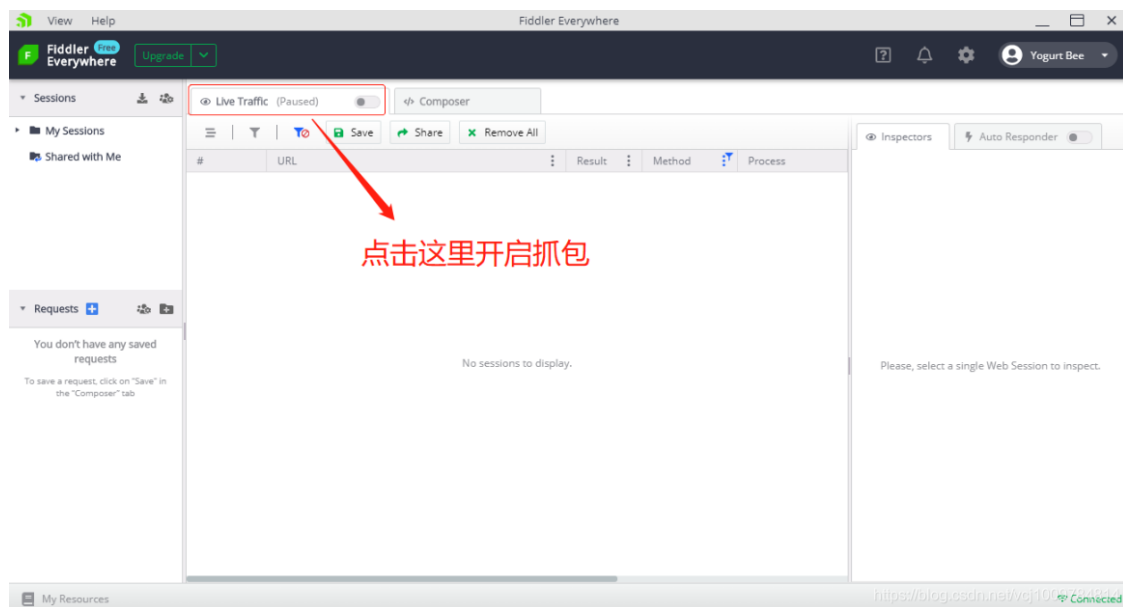 View Help Fiddler Everywhere
Fiddler Free
Everywhere
Upgrade
Yogurt Bee
Sessions
My Sessions
Shared with Me
Live Traffic (Paused)
</> Composer
Save Share Remove All
# URL Result Method Process
点击这里开启抓包
No sessions to display.
Inspectors Auto Responder
Please, select a single Web Session to inspect.
Requests
You don't have any saved
requests
To save a request, click on "Save" in
the "Composer" tab
My Resources
Connected